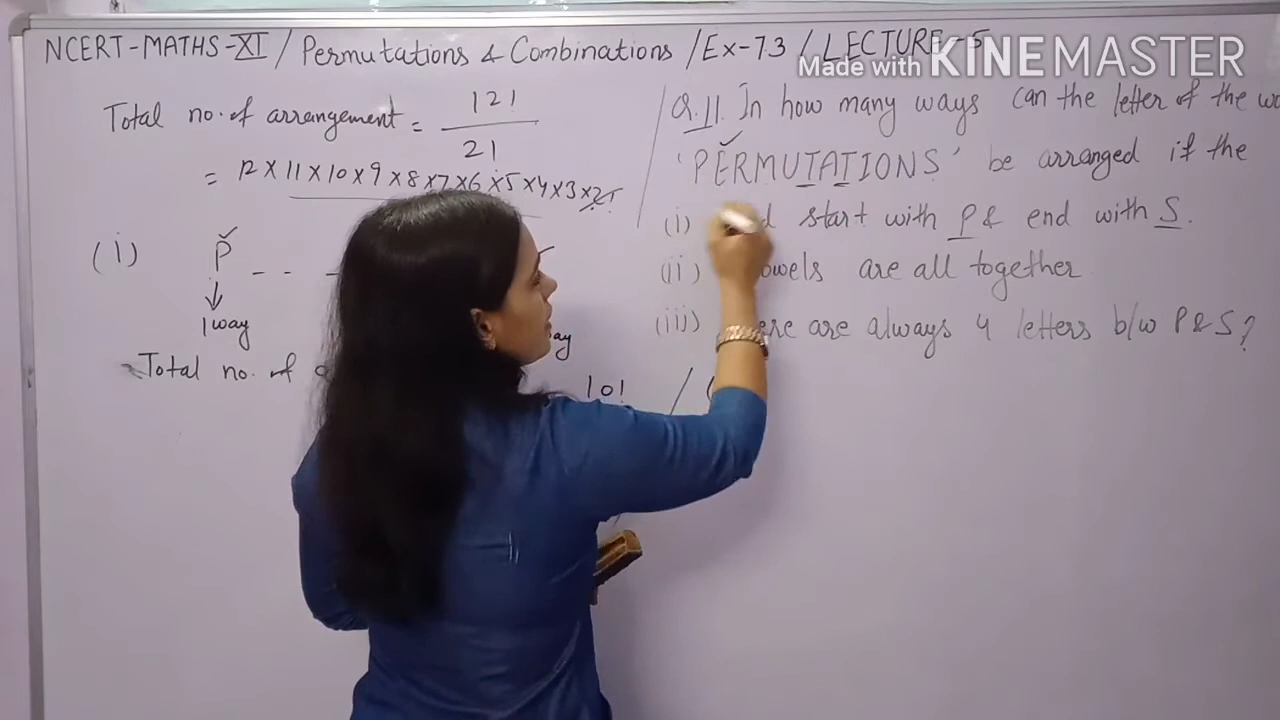 NCERT-MATHS-XI / Permutations & Combinations / Ex-7.3 / LECTURE-5
Made with KINEMASTER
Total no. of arrangement = 12! / 2!
= 12 X 11 X 10 X 9 X 8 X 7 X 6 X 5 X 4 X 3 X 2!
(i) P _ _
1 way
Total no. of
10!
Q.11. In how many ways can the letter of the
'PERMUTATIONS' be arranged if the
(i) start with P & end with S.
(ii) are all together
(iii) are always 4 letters b/w P & S?